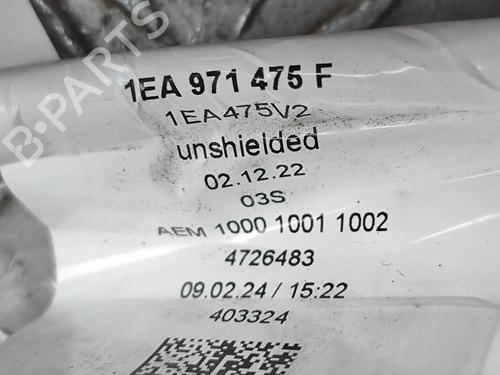 1EA 971 475 F
1EA475V2
unshielded
02.12.22
03S
AEM 1000 1001 1002
4726483
09.02.24 / 15:22
403324